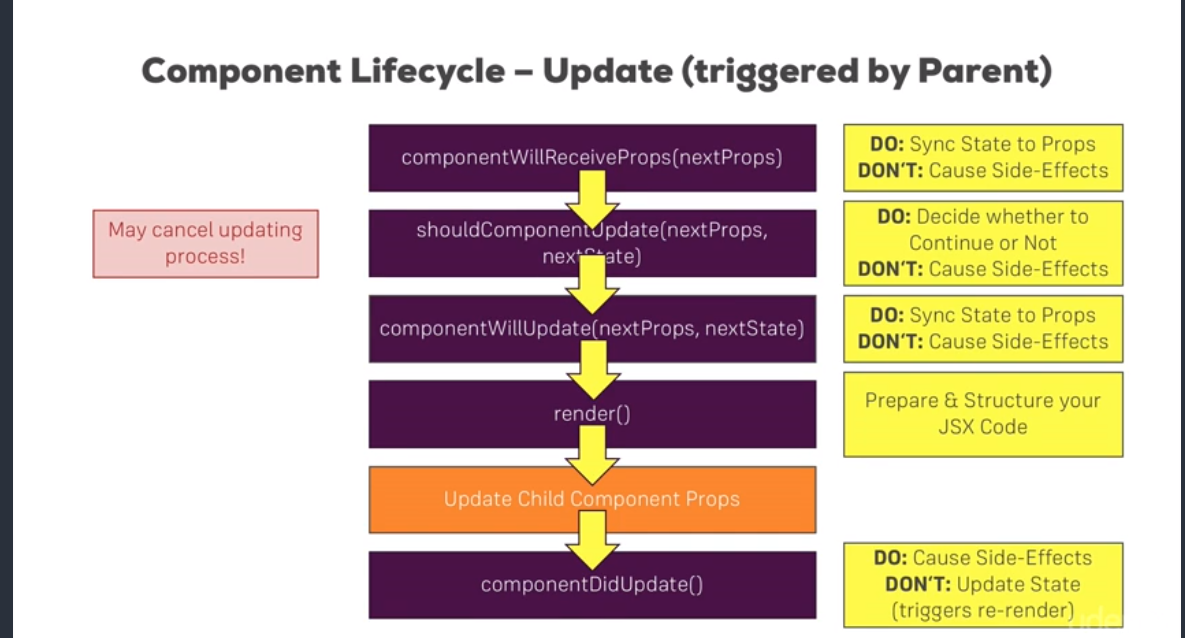 Component Lifecycle – Update (triggered by Parent)
componentWillReceiveProps(nextProps)
DO: Sync State to Props
DON'T: Cause Side-Effects
May cancel updating
process!
shouldComponentUpdate(nextProps,
nextState)
DO: Decide whether to
Continue or Not
DON'T: Cause Side-Effects
componentWillUpdate(nextProps, nextState)
DO: Sync State to Props
DON'T: Cause Side-Effects
render()
Prepare & Structure your
JSX Code
Update Child Component Props
componentDidUpdate()
DO: Cause Side-Effects
DON'T: Update State
(triggers re-render)